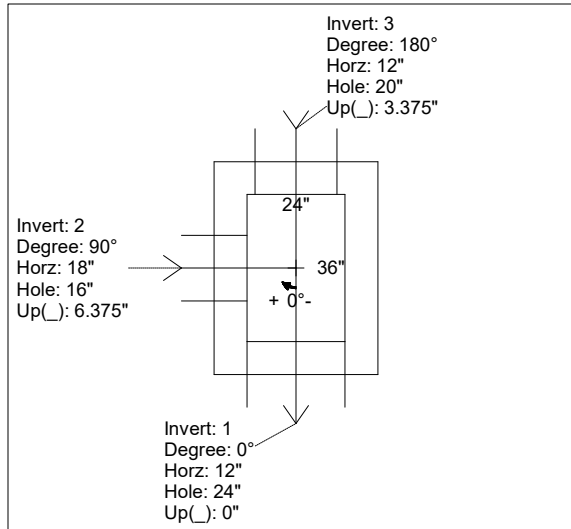 Invert: 3
Degree: 180°
Horz: 12"
Hole: 20"
Up(_): 3.375"
24"
Invert: 2
Degree: 90°
Horz: 18"
Hole: 16"
Up(_): 6.375"
36"
+ 0°-
Invert: 1
Degree: 0°
Horz: 12"
Hole: 24"
Up(_): 0"